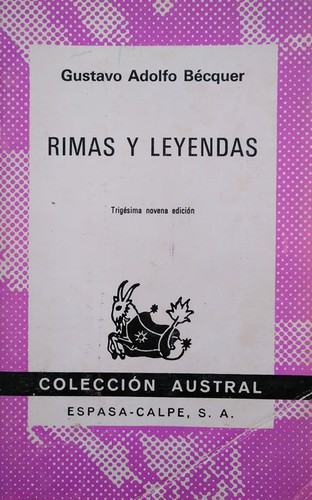 Gustavo Adolfo Bécquer
RIMAS Y LEYENDAS
Trigésima novena edición
COLECCIÓN AUSTRAL
ESPASA-CALPE, S. A.